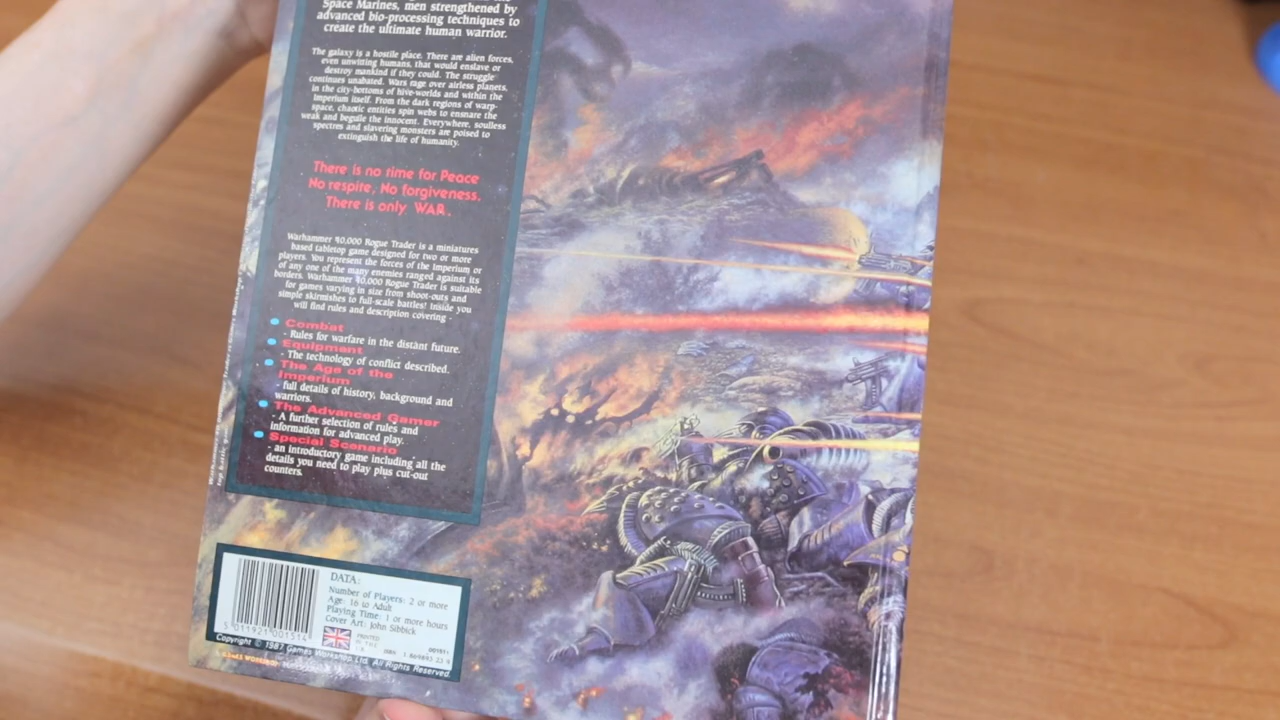 Space Marines, men strengthened by
advanced bio-processing techniques to
create the ultimate human warrior.
The galaxy is a hostile place. There are alien forces,
even unwitting humans, that would enslave or
destroy mankind if they could. The struggle
continues unabated. Wars rage over airless planets,
in the city-bottoms of hive-worlds and within the
Imperium itself. From the dark regions of warp-
space, chaotic entities spin webs to ensnare the
weak and beguile the innocent. Everywhere, soulless
spectres and slavering monsters are poised to
extinguish the life of humanity.
There is no time for Peace
No respite, No forgiveness.
There is only WAR.
Warhammer 40,000 Rogue Trader is a miniatures
based tabletop game designed for two or more
players. You represent the forces of the Imperium or
of any one of the many enemies ranged against its
borders. Warhammer 40,000 Rogue Trader is suitable
for games varying in size from shoot-outs and
simple skirmishes to full-scale battles! Inside you
will find rules and description covering -
Combat
- Rules for warfare in the distant future.
Equipment
- The technology of conflict described.
The Age of the
Imperium
- full details of history, background and
warriors.
The Advanced Gamer
- A further selection of rules and
information for advanced play.
Special Scenario
- an introductory game including all the
details you need to play plus cut-out
counters.
DATA:
Number of Players: 2 or more
Age: 16 to Adult
Playing Time: 1 or more hours
Cover Art: John Sibbick
PRINTED
IN THE
UK
ISBN
5 011921 001514
Copyright © 1987 Games Workshop Ltd. All Rights Reserved.